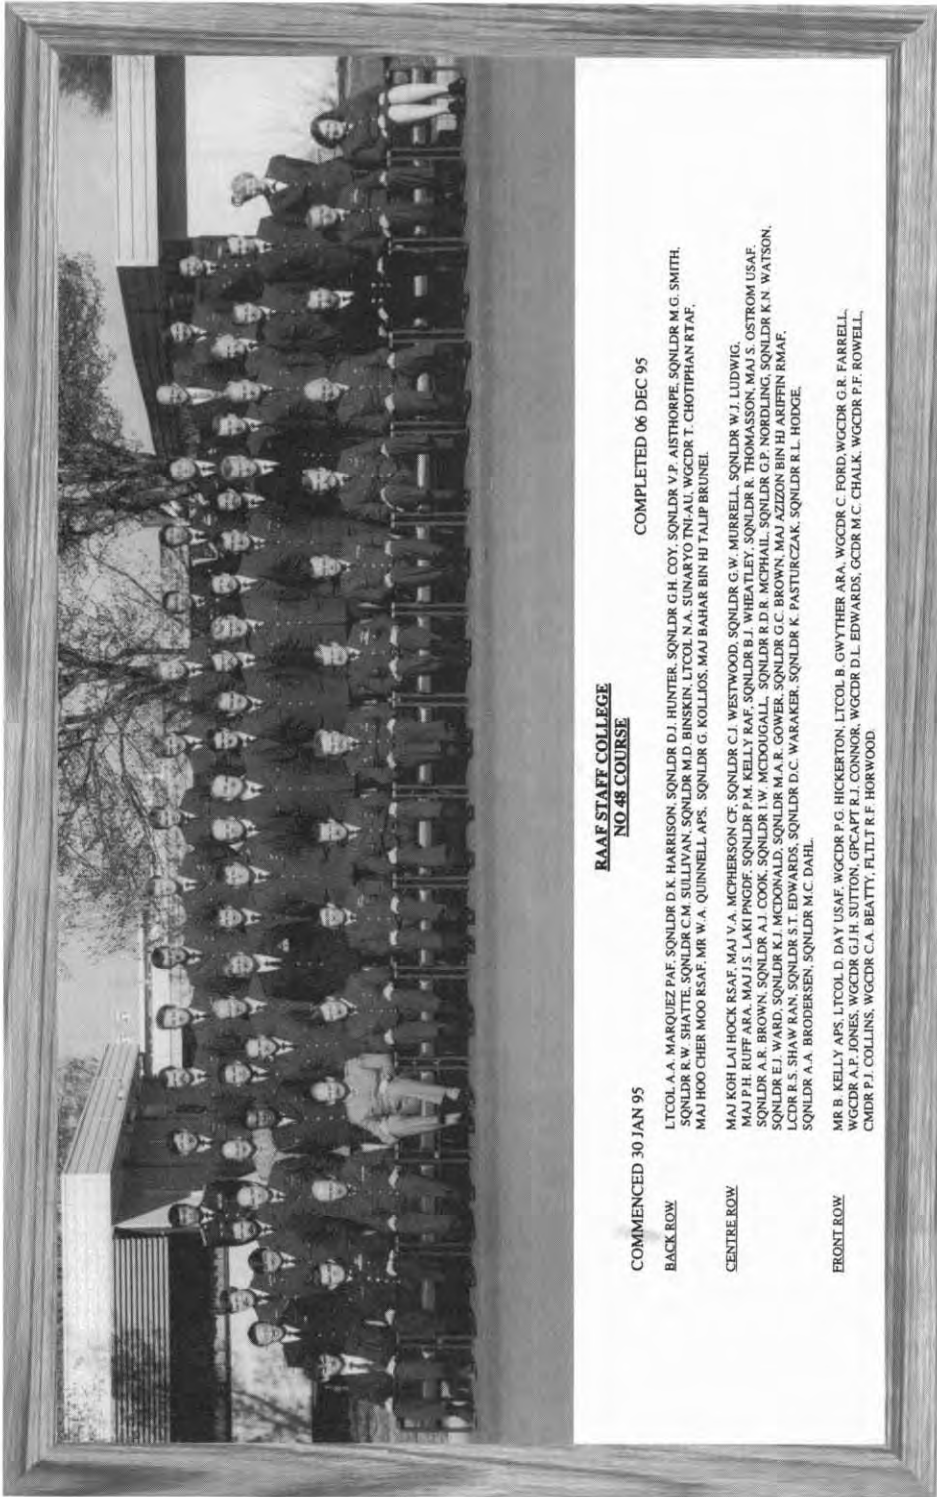 RAAF STAFF COLLEGE
NO 48 COURSE
COMMENCED 30 JAN 95 COMPLETED 06 DEC 95
BACK ROW LTCOL A.A. MARQUEZ PAF, SQNLDR D.K. HARRISON, SQNLDR D.J. HUNTER, SQNLDR G.H. COY, SQNLDR V.P. AISTHORPE, SQNLDR M.G. SMITH,
SQNLDR R.W. SHATTE, SQNLDR C.M. SULLIVAN, SQNLDR M.D. BINSKIN, LTCOL N.A. SUNARYO TNI-AU, WGCDR T. CHOTIPHAN RTAF,
MAJ HOO CHER MOO RSAF, MR W.A. QUINNELL APS, SQNLDR G. KOLLIOS, MAJ BAHAR BIN HJ TALIP BRUNEI.
CENTRE ROW MAJ KOH LAI HOCK RSAF, MAJ V.A. MCPHERSON CF, SQNLDR C.J. WESTWOOD, SQNLDR G.W. MURRELL, SQNLDR W.J. LUDWIG,
MAJ P.H. RUFF ARA, MAJ J.S. LAKI PNGDF, SQNLDR P.M. KELLY RAF, SQNLDR B.J. WHEATLEY, SQNLDR R. THOMASSON, MAJ S. OSTROM USAF,
SQNLDR A.R. BROWN, SQNLDR A.J. COOK, SQNLDR I.W. MCDOUGALL, SQNLDR R.D.R. MCPHAIL, SQNLDR G.P. NORDLING, SQNLDR K.N. WATSON,
SQNLDR E.J. WARD, SQNLDR K.J. MCDONALD, SQNLDR M.A.R. GOWER, SQNLDR G.C. BROWN, MAJ AZIZON BIN HJ ARIFFIN RMAF,
LCDR R.S. SHAW RAN, SQNLDR S.T. EDWARDS, SQNLDR D.C. WARAKER, SQNLDR K. PASTURCZAK, SQNLDR R.L. HODGE,
SQNLDR A.A. BRODERSEN, SQNLDR M.C. DAHL.
FRONT ROW MR B. KELLY APS, LTCOL D. DAY USAF, WGCDR P.G. HICKERTON, LTCOL B. GWYTHER ARA, WGCDR C. FORD, WGCDR G.R. FARRELL,
WGCDR A.P. JONES, WGCDR G.J.H. SUTTON, GPCAPT R.J. CONNOR, WGCDR D.L. EDWARDS, GCDR M.C. CHALK, WGCDR P.F. ROWELL,
CMDR P.J. COLLINS, WGCDR C.A. BEATTY, FLTLT R.F. HORWOOD.